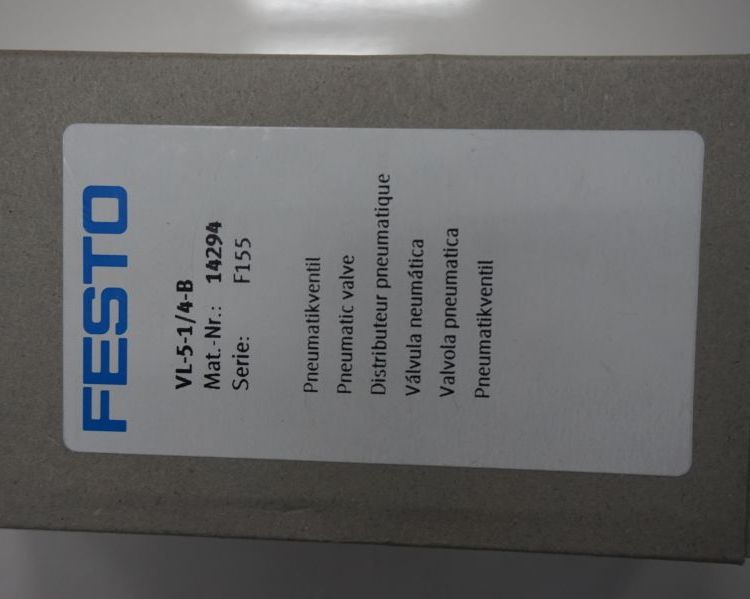 FESTO
VL-5-1/4-B
Mat.-Nr.: 14294
Serie: F155
Pneumatikventil
Pneumatic valve
Distributeur pneumatique
Válvula neumática
Valvola pneumatica
Pneumatikventil